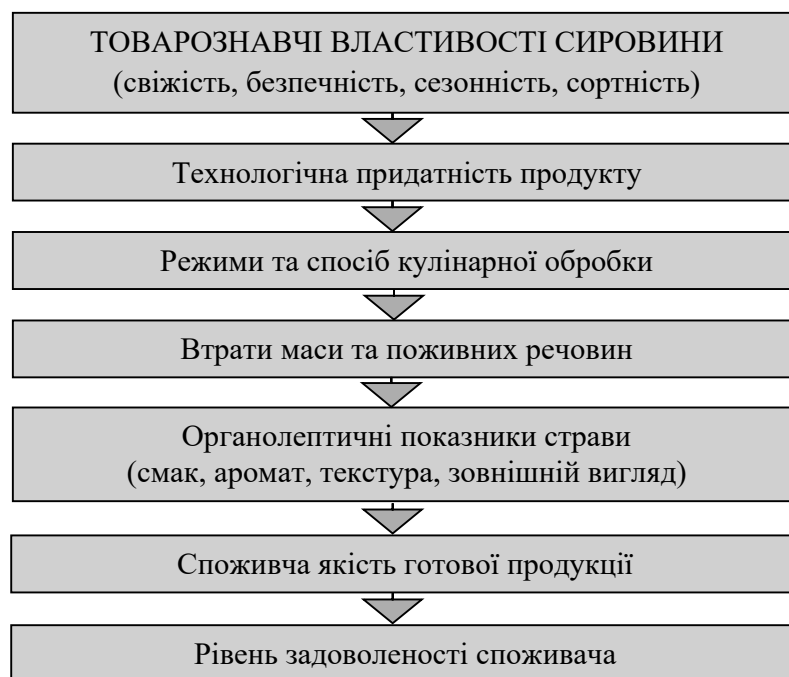 ТОВАРОЗНАВЧІ ВЛАСТИВОСТІ СИРОВИНИ
(свіжість, безпечність, сезонність, сортність)
Технологічна придатність продукту
Режими та спосіб кулінарної обробки
Втрати маси та поживних речовин
Органолептичні показники страви
(смак, аромат, текстура, зовнішній вигляд)
Споживча якість готової продукції
Рівень задоволеності споживача